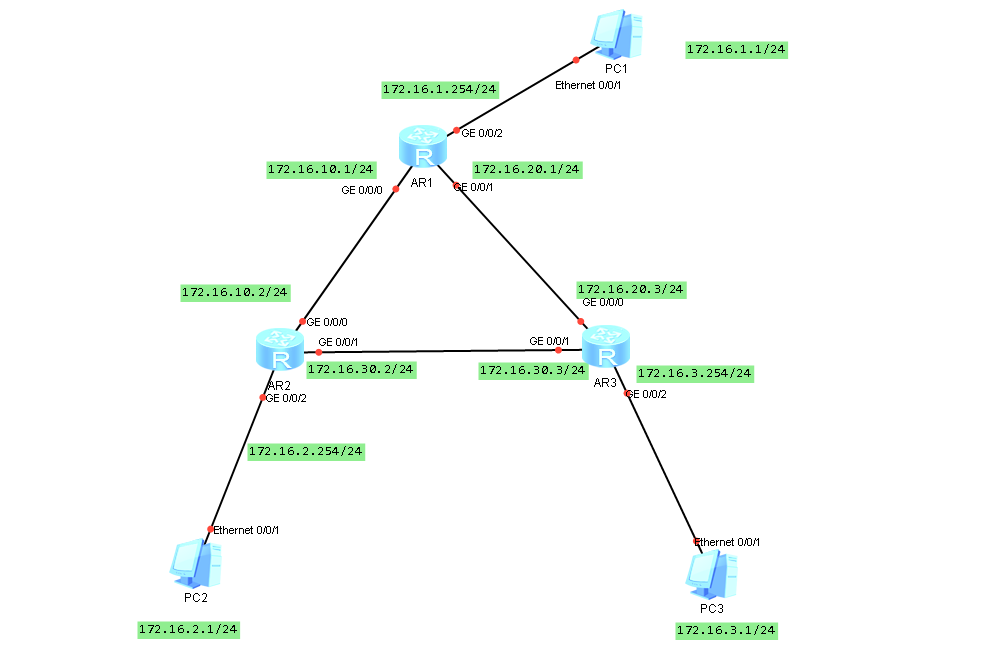 172.16.1.1/24
PC1
Ethernet 0/0/1
172.16.1.254/24
GE 0/0/2
R
AR1
172.16.10.1/24
GE 0/0/0
172.16.20.1/24
GE 0/0/1
172.16.10.2/24
GE 0/0/0
172.16.20.3/24
GE 0/0/0
R
AR2
GE 0/0/1
172.16.30.2/24
GE 0/0/1
172.16.30.3/24
R
AR3
172.16.3.254/24
GE 0/0/2
GE 0/0/2
172.16.2.254/24
Ethernet 0/0/1
PC2
172.16.2.1/24
Ethernet 0/0/1
PC3
172.16.3.1/24